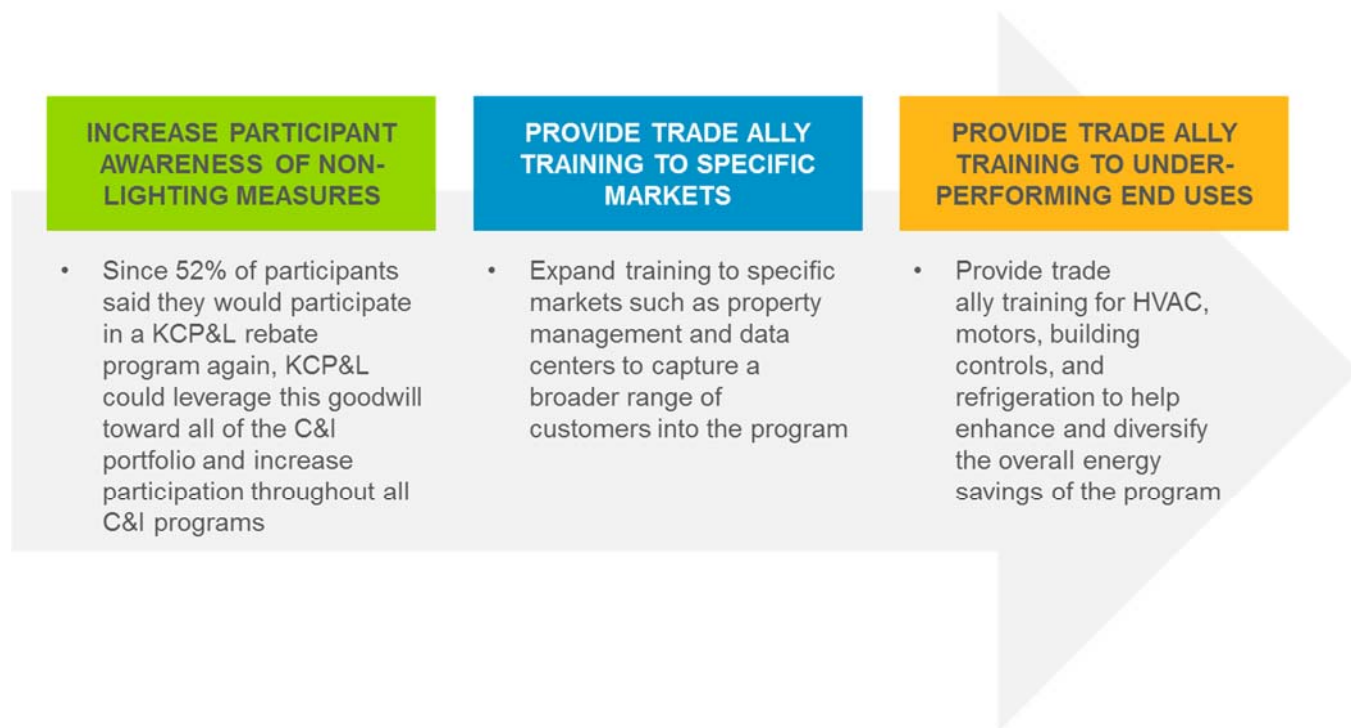 INCREASE PARTICIPANT
AWARENESS OF NON-
LIGHTING MEASURES
• Since 52% of participants
said they would participate
in a KCP&L rebate
program again, KCP&L
could leverage this goodwill
toward all of the C&I
portfolio and increase
participation throughout all
C&I programs
PROVIDE TRADE ALLY
TRAINING TO SPECIFIC
MARKETS
• Expand training to specific
markets such as property
management and data
centers to capture a
broader range of
customers into the program
PROVIDE TRADE ALLY
TRAINING TO UNDER-
PERFORMING END USES
• Provide trade
ally training for HVAC,
motors, building
controls, and
refrigeration to help
enhance and diversify
the overall energy
savings of the program